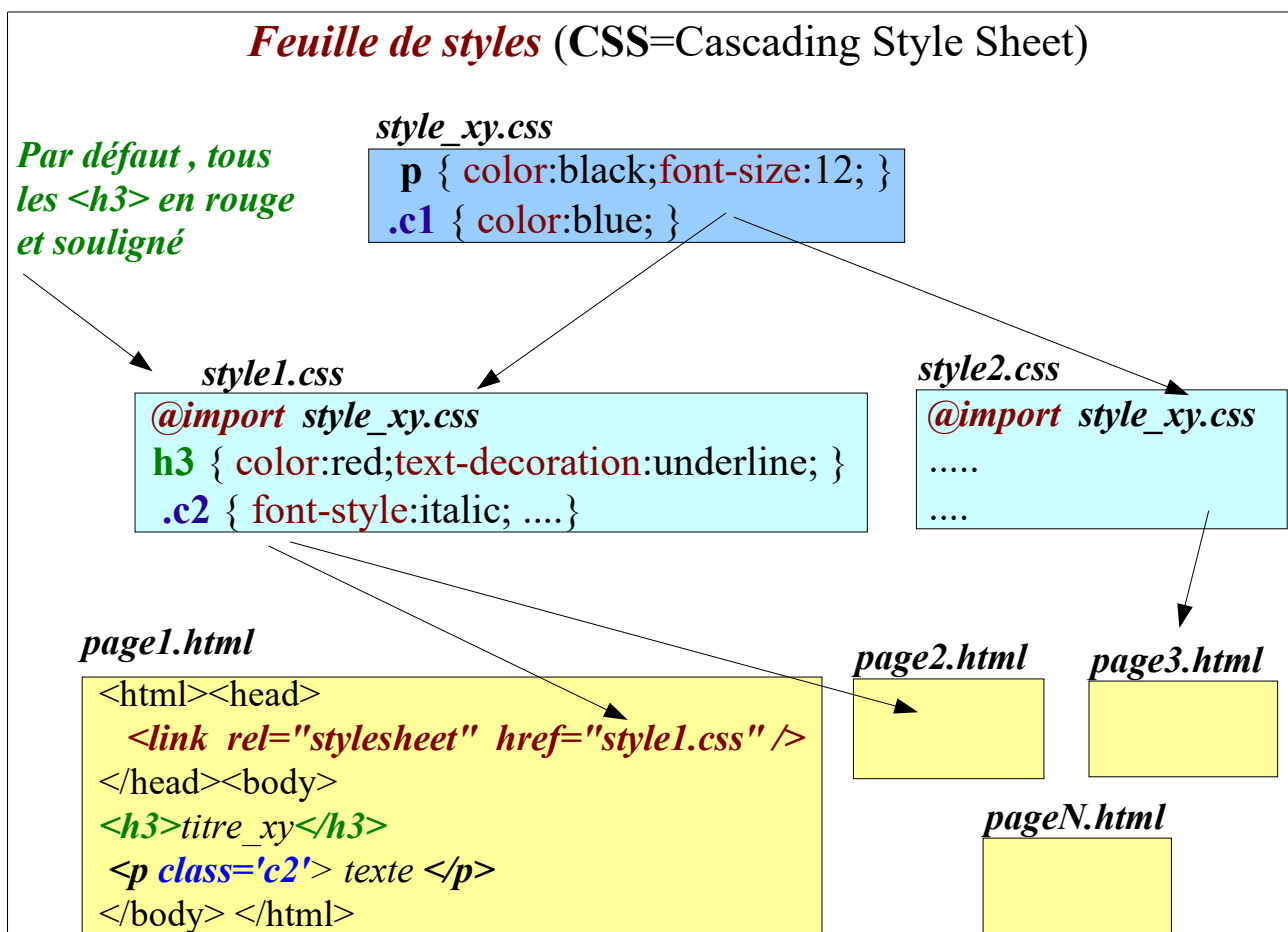 Feuille de styles (CSS=Cascading Style Sheet)
style_xy.css
Par défaut , tous
les <h3> en rouge
et souligné
p { color:black;font-size:12; }
.c1 { color:blue; }
style1.css
@import style_xy.css
h3 { color:red;text-decoration:underline; }
.c2 { font-style:italic; ....}
style2.css
@import style_xy.css
.....
....
page1.html
<html><head>
<link rel="stylesheet" href="style1.css" />
</head><body>
<h3>titre_xy</h3>
<p class='c2'> texte </p>
</body> </html>
page2.html
page3.html
pageN.html